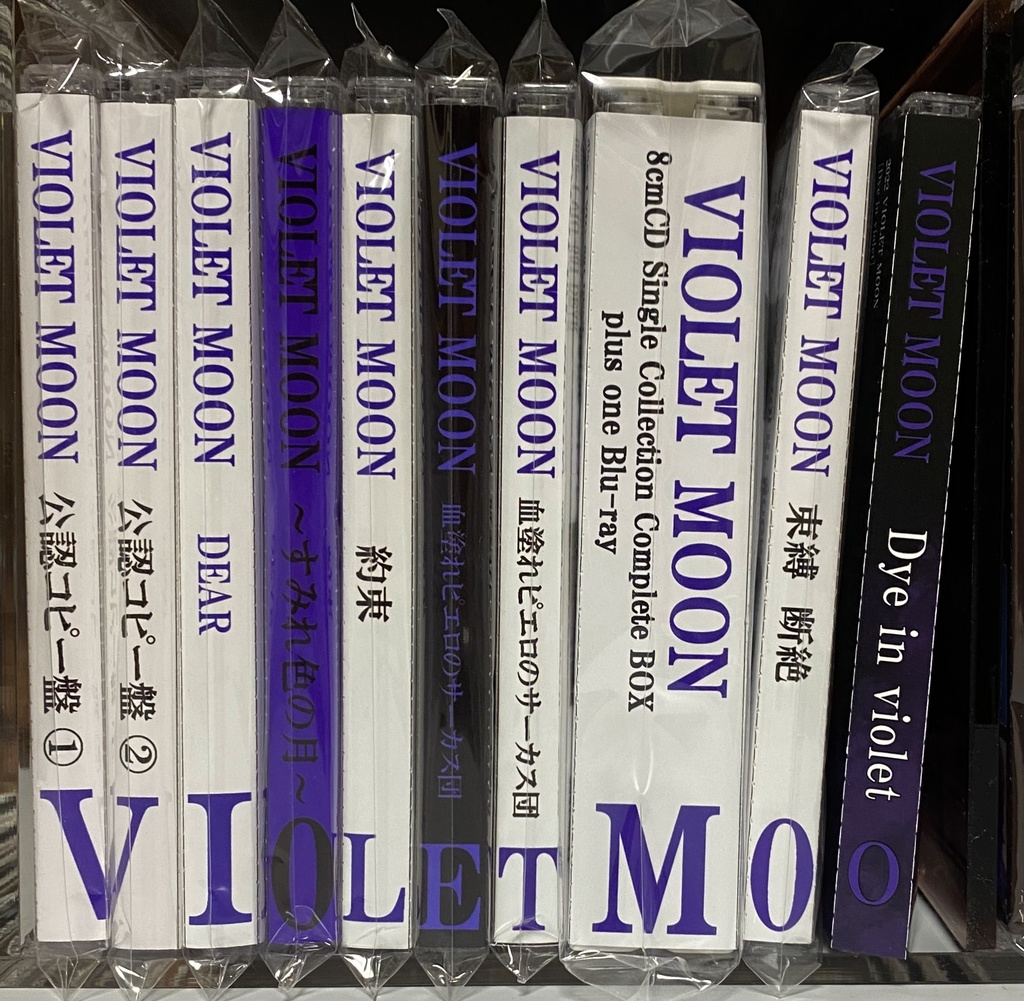 VIOLET MOON 公認コピー盤 ①
VIOLET MOON 公認コピー盤 ②
V
VIOLET MOON DEAR
I
VIOLET MOON ～すみれ色の月～
O
VIOLET MOON 約束
L
VIOLET MOON 血塗れピエロのサーカス団
E
VIOLET MOON 血塗れピエロのサーカス団
T
VIOLET MOON
8cmCD Single Collection Complete BOX
plus one Blu-ray
M
VIOLET MOON 束縛 断絶
O
2022 VIOLET MOON
VIOLET MOON Dye in violet
O